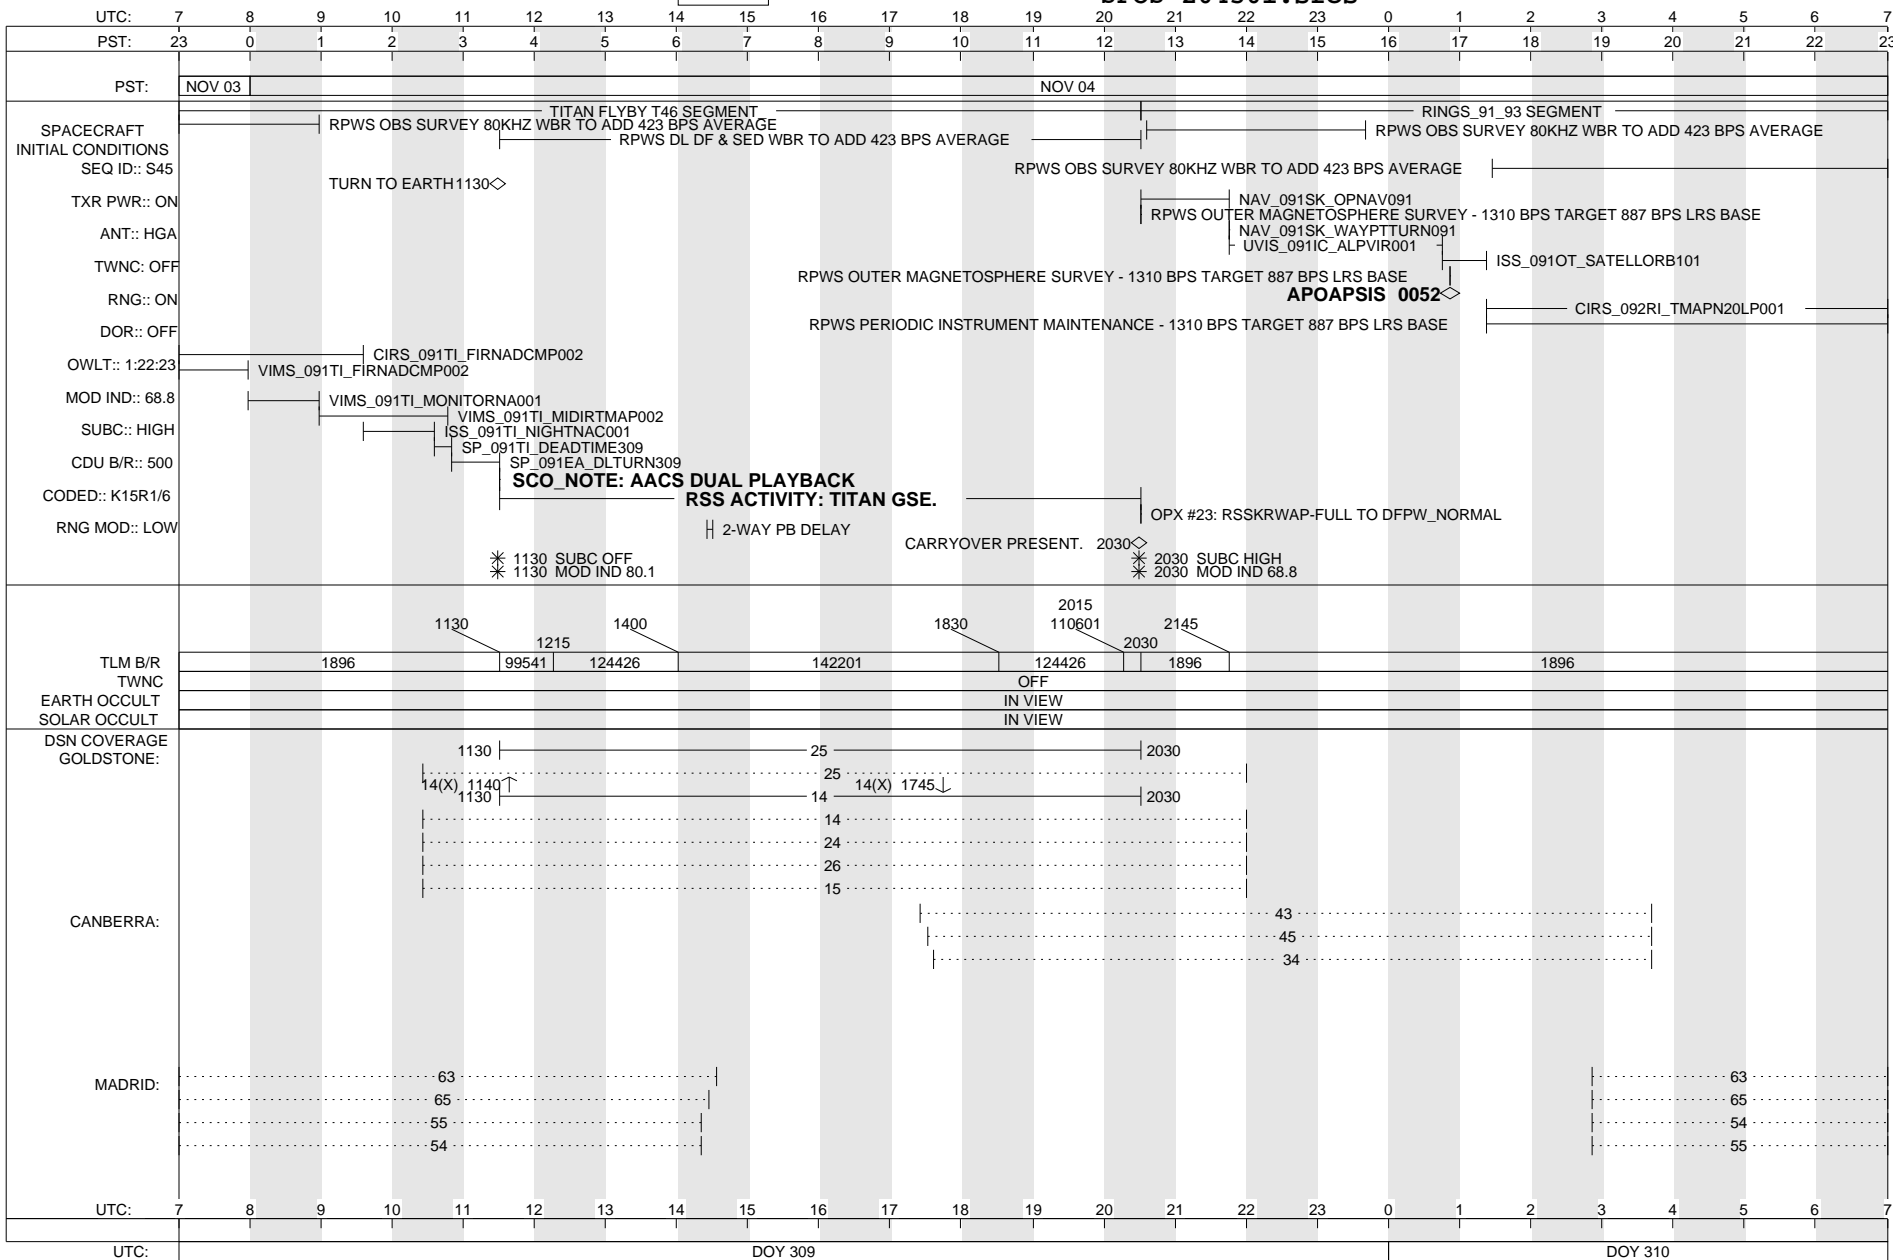 UTC: 7 8 9 10 11 12 13 14 15 16 17 18 19 20 21 22 23 0 1 2 3 4 5 6 7
PST: 23 0 1 2 3 4 5 6 7 8 9 10 11 12 13 14 15 16 17 18 19 20 21 22 23
PST: NOV 03 NOV 04
TITAN FLYBY T46 SEGMENT_ RINGS_91_93 SEGMENT
SPACECRAFT
INITIAL CONDITIONS
RPWS OBS SURVEY 80KHZ WBR TO ADD 423 BPS AVERAGE
RPWS OBS SURVEY 80KHZ WBR TO ADD 423 BPS AVERAGE
RPWS DL DF & SED WBR TO ADD 423 BPS AVERAGE
SEQ ID:: S45
RPWS OBS SURVEY 80KHZ WBR TO ADD 423 BPS AVERAGE
TURN TO EARTH1130
TXR PWR:: ON
NAV_091SK_OPNAV091
RPWS OUTER MAGNETOSPHERE SURVEY - 1310 BPS TARGET 887 BPS LRS BASE
ANT:: HGA
NAV_091SK_WAYPTTURN091
UVIS_091IC_ALPVIR001
TWNC: OFF
ISS_091OT_SATELLORB101
RPWS OUTER MAGNETOSPHERE SURVEY - 1310 BPS TARGET 887 BPS LRS BASE
RNG:: ON
APOAPSIS 0052
CIRS_092RI_TMAPN20LP001
DOR:: OFF
RPWS PERIODIC INSTRUMENT MAINTENANCE - 1310 BPS TARGET 887 BPS LRS BASE
CIRS_091TI_FIRNADCMP002
OWLT:: 1:22:23
VIMS_091TI_FIRNADCMP002
MOD IND:: 68.8
VIMS_091TI_MONITORNA001
VIMS_091TI_MIDIRTMAP002
SUBC:: HIGH
ISS_091TI_NIGHTNAC001
SP_091TI_DEADTIME309
CDU B/R:: 500
SP_091EA_DLTURN309
SCO_NOTE: AACS DUAL PLAYBACK
CODED:: K15R1/6
RSS ACTIVITY: TITAN GSE.
OPX #23: RSSKRWAP-FULL TO DFPW_NORMAL
RNG MOD:: LOW
2-WAY PB DELAY
CARRYOVER PRESENT. 2030
1130 SUBC OFF 2030 SUBC HIGH
1130 MOD IND 80.1 2030 MOD IND 68.8
2015
1130 1400 1830 110601 2145
1215 2030
TLM B/R 1896 99541 124426 142201 124426 1896 1896
TWNC OFF
EARTH OCCULT IN VIEW
SOLAR OCCULT IN VIEW
DSN COVERAGE
GOLDSTONE:
1130 25 2030
25
14(X) 1140 14(X) 1745
1130 14 2030
14
24
26
15
CANBERRA:
43
45
34
MADRID:
63 63
65 65
55 54
54 55
UTC: 7 8 9 10 11 12 13 14 15 16 17 18 19 20 21 22 23 0 1 2 3 4 5 6 7
UTC: DOY 309 DOY 310